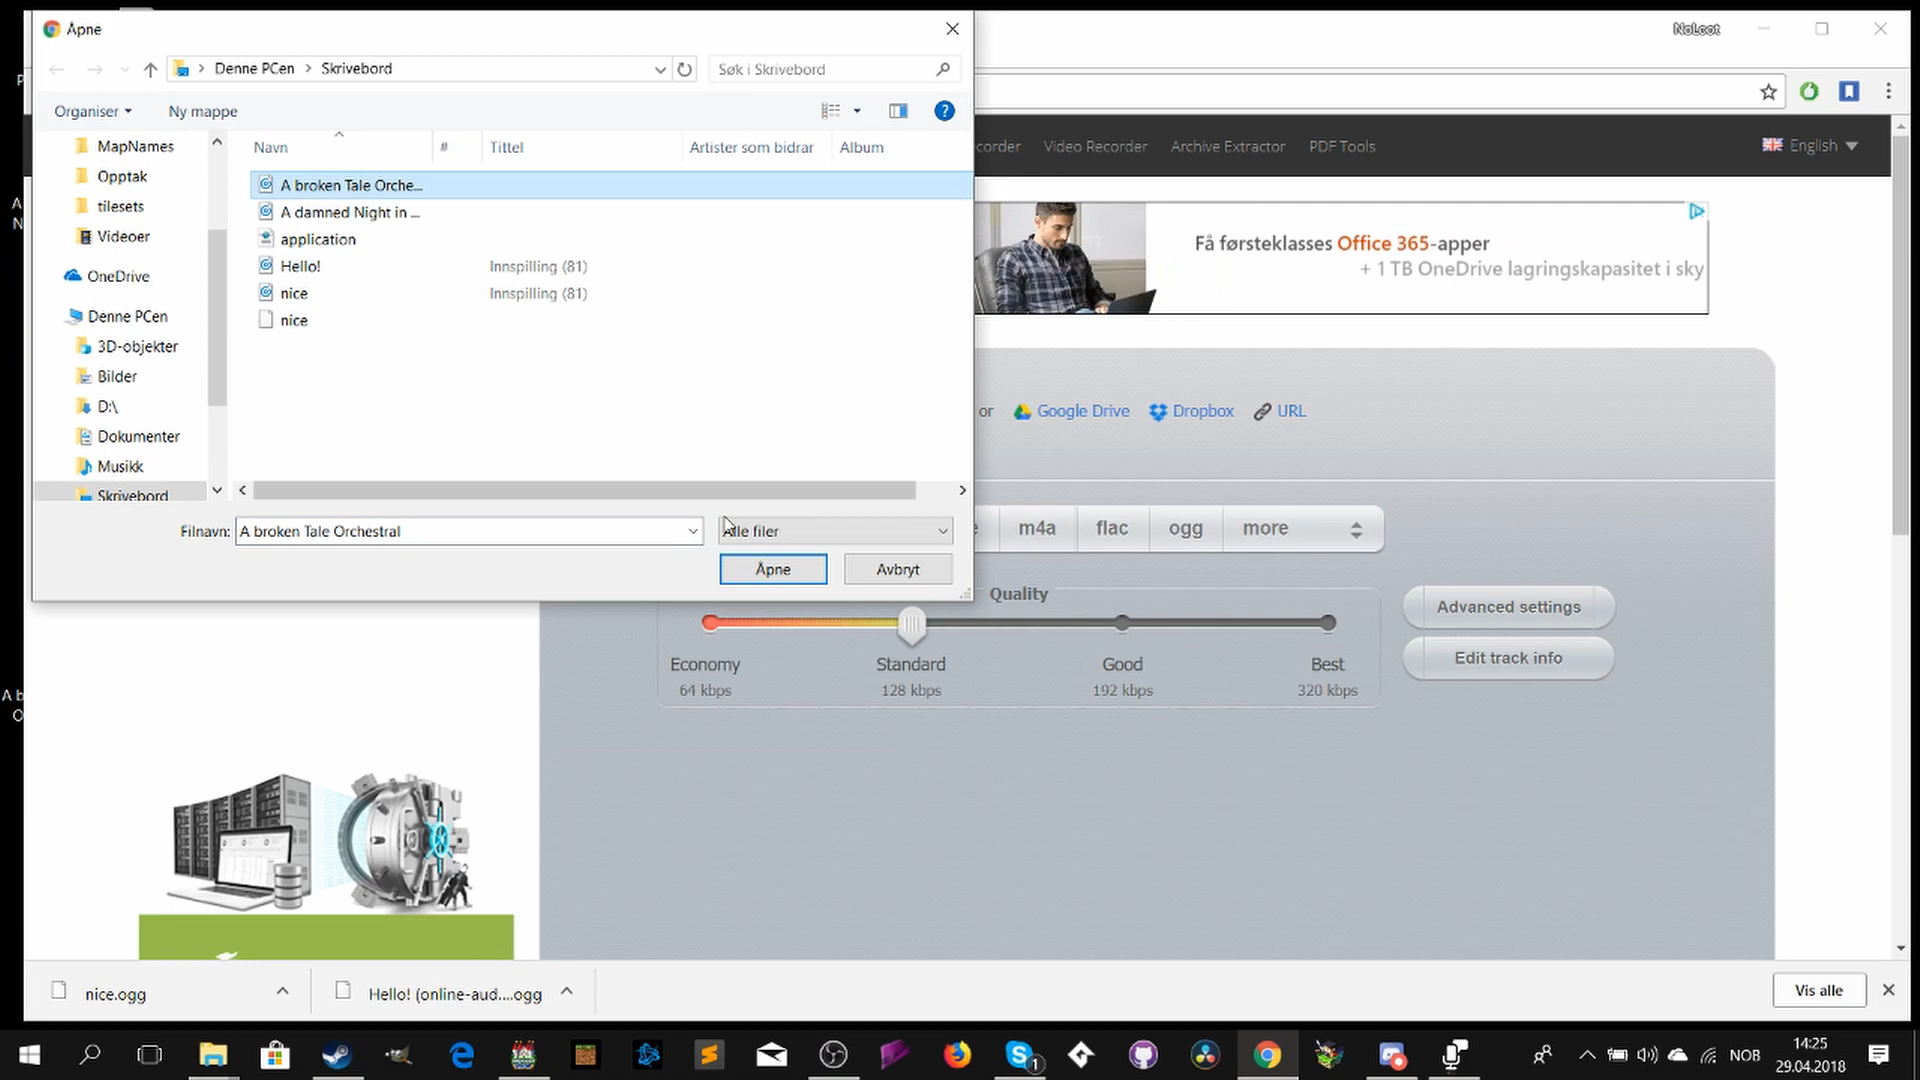 Åpne
NoLoot
Denne PCen
Skrivebord
Søk i Skrivebord
Organiser
Ny mappe
Navn
#
Tittel
Artister som bidrar
Album
MapNames
Opptak
tilesets
Videoer
OneDrive
Denne PCen
3D-objekter
Bilder
D:\
Dokumenter
Musikk
Skrivebord
A broken Tale Orche...
A damned Night in ...
application
Hello!
Innspilling (81)
nice
Innspilling (81)
nice
Filnavn:
A broken Tale Orchestral
Alle filer
Åpne
Avbryt
corder
Video Recorder
Archive Extractor
PDF Tools
English
Få førsteklasses Office 365-apper
+ 1 TB OneDrive lagringskapasitet i sky
or
Google Drive
Dropbox
URL
m4a
flac
ogg
more
Quality
Economy
64 kbps
Standard
128 kbps
Good
192 kbps
Best
320 kbps
Advanced settings
Edit track info
A b
nice.ogg
Hello! (online-aud....ogg
Vis alle
1
NOB
14:25
29.04.2018